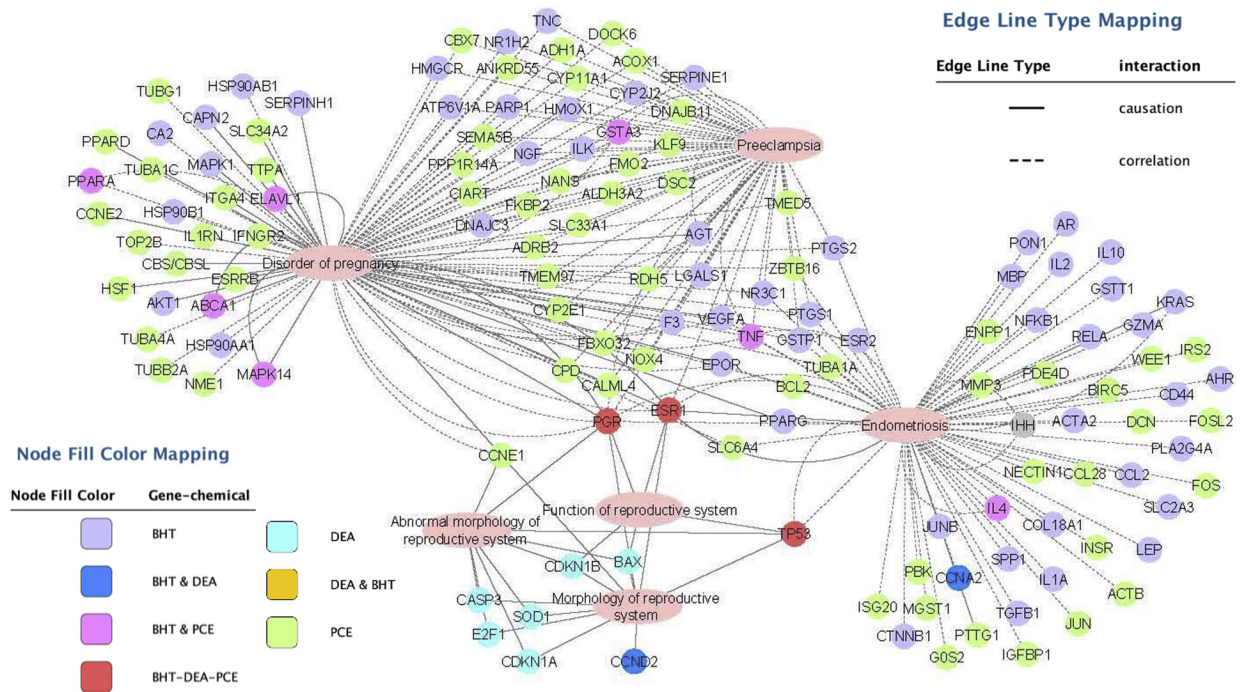 Edge Line Type Mapping
Edge Line Type interaction
causation
correlation
TNC
DOCK6
CBX7
NR1H2
ADH1A
ACOX1
HMGCR
ANKRD55
CYP11A1
SERPINE1
CYP2J2
ATP6V1A
PARP1
HMOX1
DNAJB11
SEMA5B
GSTA3
KLF9
NGF
ILK
Preeclampsia
PPP1R14A
FMO2
NANS
DSC2
CIART
ALDH3A2
FKBP2
TMED5
DNAJC3
SLC33A1
AGT
ADRB2
PTGS2
TMEM97
RDH5
LGALS1
ZBTB16
NR3C1
CYP2E1
F3
VEGFA
PTGS1
TNF
GSTP1
ESR2
FBXO32
NOX4
EPOR
TUBA1A
CPD
CALML4
BCL2
PGR
ESR1
PPARG
SLC6A4
CCNE1
HSP90AB1
TUBG1
SERPINH1
CAPN2
CA2
SLC34A2
PPARD
MAPK1
TTPA
TUBA1C
PPARA
ITGA4
ELAVL1
CCNE2
HSP90B1
IL1RN
IFNGR2
TOP2B
CBS/CBSL
Disorder of pregnancy
HSF1
ESRRB
AKT1
ABCA1
TUBA4A
HSP90AA1
TUBB2A
NME1
MAPK14
AR
PON1
IL10
IL2
MBP
GSTT1
KRAS
NFKB1
ENPP1
RELA
GZMA
WEE1
IRS2
PDE4D
MMP3
BIRC5
AHR
CD44
Endometriosis
IHH
ACTA2
DCN
FOSL2
PLA2G4A
NECTIN1
CCL28
CCL2
FOS
IL4
SLC2A3
JUNB
COL18A1
INSR
LEP
SPP1
PBK
CCNA2
IL1A
ACTB
ISG20
MGST1
TGFB1
JUN
CTNNB1
PTTG1
G0S2
IGFBP1
Function of reproductive system
Abnormal morphology of
reproductive system
TP53
CDKN1B
BAX
CASP3
Morphology of reproductive
system
SOD1
E2F1
CDKN1A
CCND2
Node Fill Color Mapping
Node Fill Color Gene-chemical
BHT DEA
BHT & DEA DEA & BHT
BHT & PCE PCE
BHT-DEA-PCE